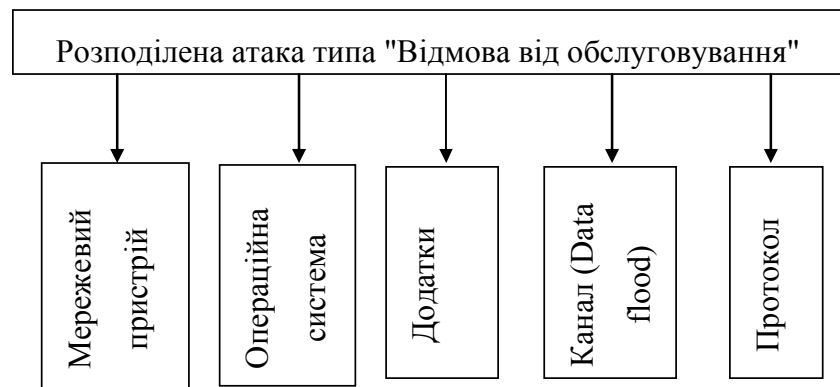 Розподілена атака типа "Відмова від обслуговування"
Мережевий
пристрій
Операційна
система
Додатки
Канал (Data
flood)
Протокол